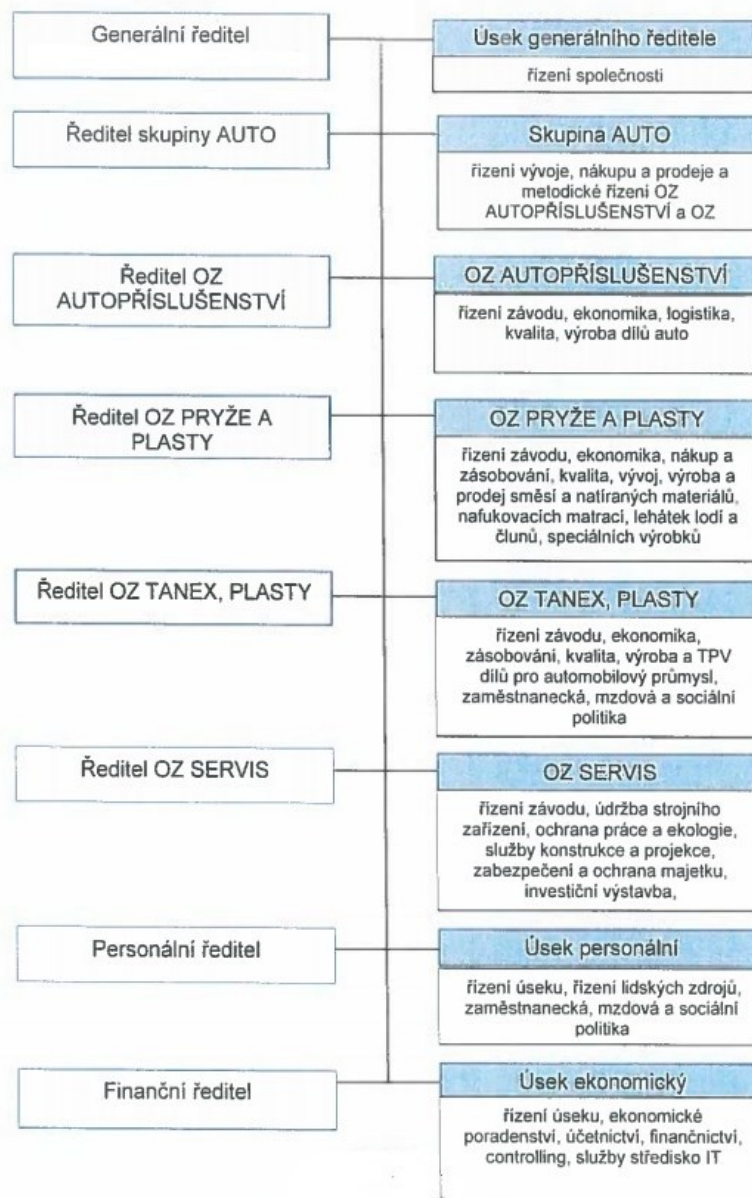 Generální ředitel
Úsek generálního ředitele
řízení společnosti
Ředitel skupiny AUTO
Skupina AUTO
řízení vývoje, nákupu a prodeje a
metodické řízení OZ
AUTOPŘÍSLUŠENSTVÍ a OZ
Ředitel OZ
AUTOPŘÍSLUŠENSTVÍ
OZ AUTOPŘÍSLUŠENSTVÍ
řízení závodu, ekonomika, logistika,
kvalita, výroba dílů auto
Ředitel OZ PRYŽE A
PLASTY
OZ PRYŽE A PLASTY
řízení závodu, ekonomika, nákup a
zásobování, kvalita, vývoj, výroba a
prodej směsí a natíraných materiálů,
nafukovacích matrací, lehátek lodí a
člunů, speciálních výrobků
Ředitel OZ TANEX, PLASTY
OZ TANEX, PLASTY
řízení závodu, ekonomika,
zásobování, kvalita, výroba a TPV
dílů pro automobilový průmysl,
zaměstnanecká, mzdová a sociální
politika
Ředitel OZ SERVIS
OZ SERVIS
řízení závodu, údržba strojního
zařízení, ochrana práce a ekologie,
služby konstrukce a projekce,
zabezpečení a ochrana majetku,
investiční výstavba,
Personální ředitel
Úsek personální
řízení úseku, řízení lidských zdrojů,
zaměstnanecká, mzdová a sociální
politika
Finanční ředitel
Úsek ekonomický
řízení úseku, ekonomické
poradenství, účetnictví, finančnictví,
controlling, služby středisko IT